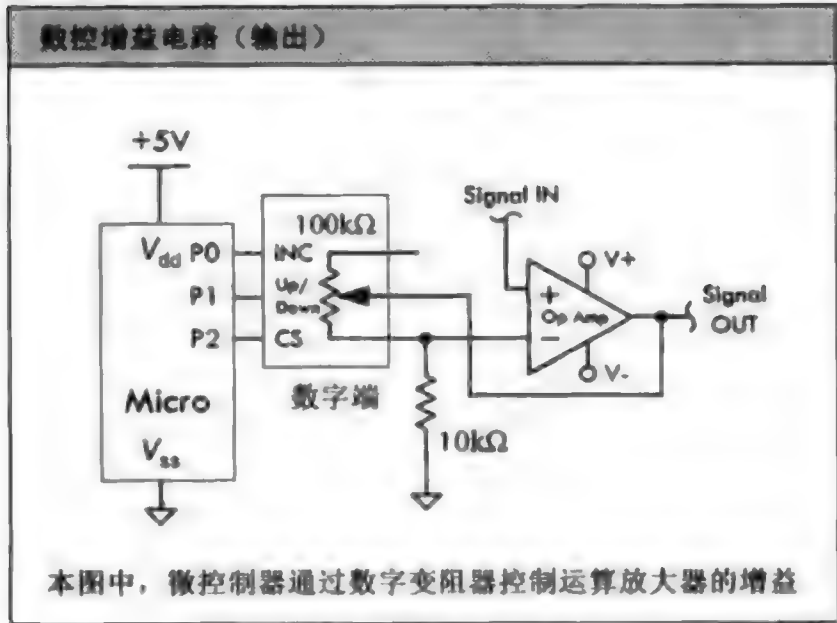 数控增益电路（输出）
+5V
Signal IN
100kΩ
Vdd P0
INC
V+
P1
Up/
Down
+
Op Amp
Signal
OUT
P2
CS
−
V-
数字端
Micro
10kΩ
Vss
本图中，微控制器通过数字变阻器控制运算放大器的增益